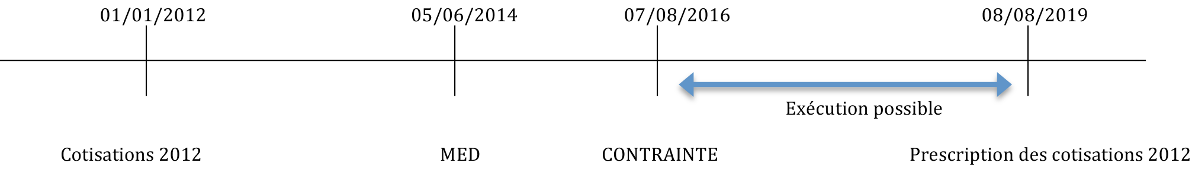 01/01/2012 05/06/2014 07/08/2016 08/08/2019
Exécution possible
Cotisations 2012 MED CONTRAINTE Prescription des cotisations 2012